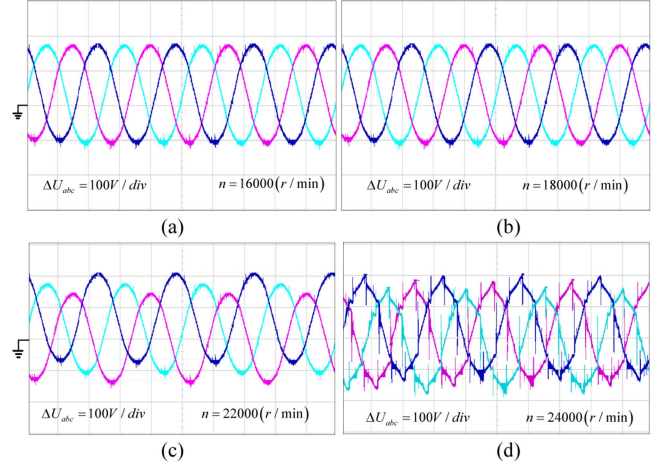 ΔU_abc = 100V / div n = 16000(r / min)
ΔU_abc = 100V / div n = 18000(r / min)
(a) (b)
ΔU_abc = 100V / div n = 22000(r / min)
ΔU_abc = 100V / div n = 24000(r / min)
(c) (d)